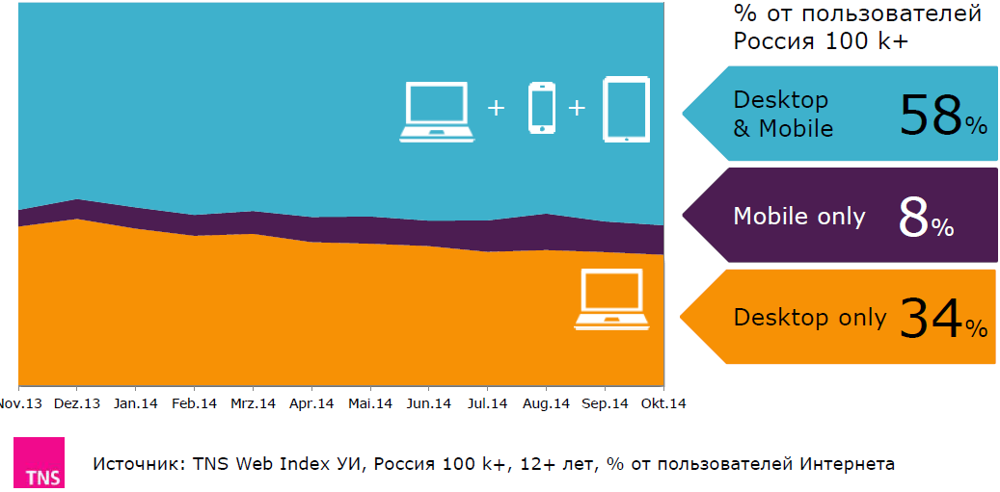 % от пользователей
Россия 100 k+
Desktop
& Mobile
58%
Mobile only
8%
Desktop only
34%
Nov.13 Dez.13 Jan.14 Feb.14 Mrz.14 Apr.14 Mai.14 Jun.14 Jul.14 Aug.14 Sep.14 Okt.14
TNS
Источник: TNS Web Index УИ, Россия 100 k+, 12+ лет, % от пользователей Интернета